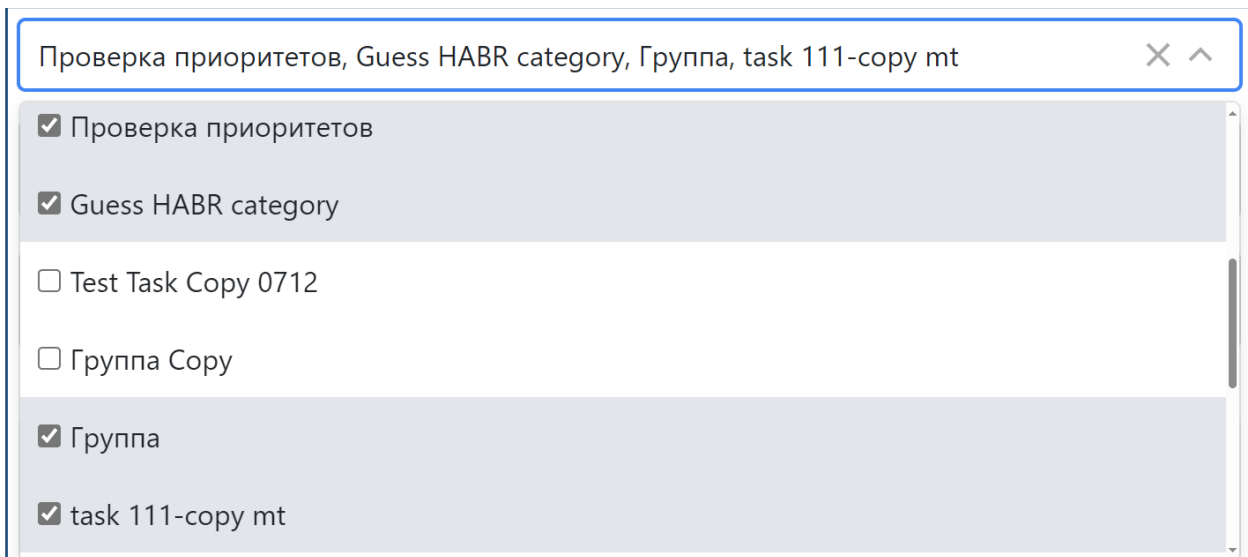 Проверка приоритетов, Guess HABR category, Группа, task 111-copy mt
Проверка приоритетов
Guess HABR category
Test Task Copy 0712
Группа Copy
Группа
task 111-copy mt